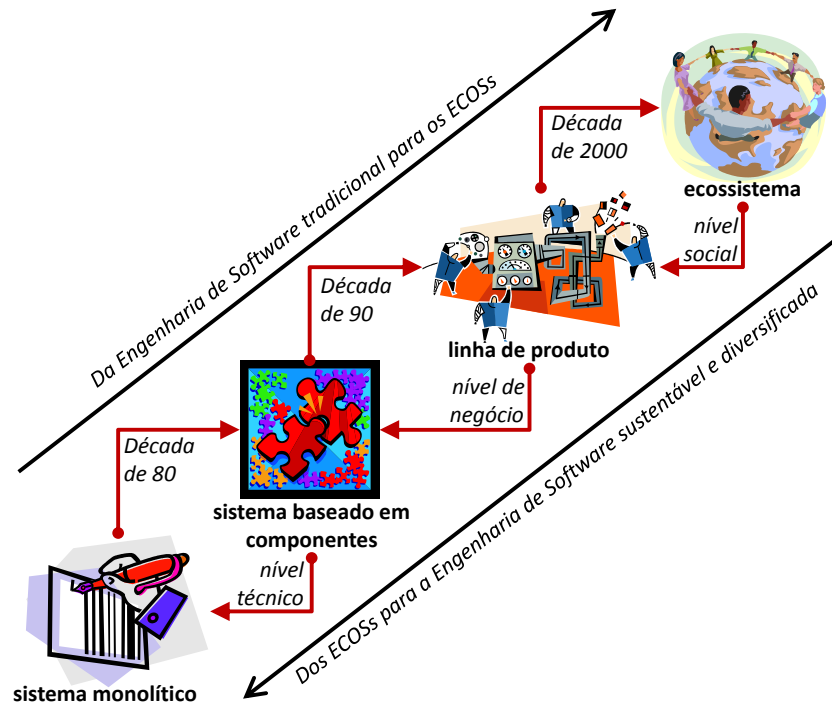 Da Engenharia de Software tradicional para os ECOSs
Década
de 2000
ecossistema
nível
social
Década
de 90
linha de produto
nível de
negócio
Década
de 80
sistema baseado em
componentes
nível
técnico
sistema monolítico
Dos ECOSs para a Engenharia de Software sustentável e diversificada